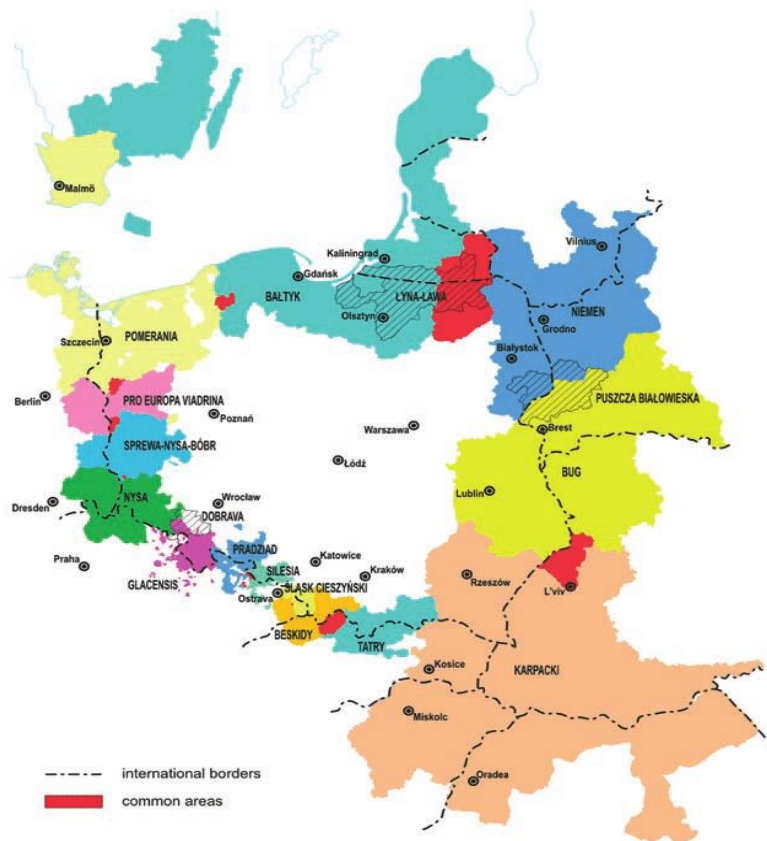 Malmö
Vilnius
Kaliningrad
Gdańsk
BAŁTYK
ŁYNA-ŁAWA
NIEMEN
Olsztyn
Grodno
POMERANIA
Szczecin
Białystok
Berlin
PRO EUROPA VIADRINA
PUSZCZA BIAŁOWIESKA
Poznań
Warszawa
Brest
SPREWA-NYSA-BÓBR
Łódź
BUG
Lublin
NYSA
Dresden
Wrocław
DOBRAVA
PRADZIAD
Praha
Katowice
SILESIA
Kraków
Rzeszów
GLACENSIS
ŚLĄSK CIESZYŃSKI
L'viv
Ostrava
BESKIDY
TATRY
Kosice
KARPACKI
Miskolc
Oradea
international borders
common areas